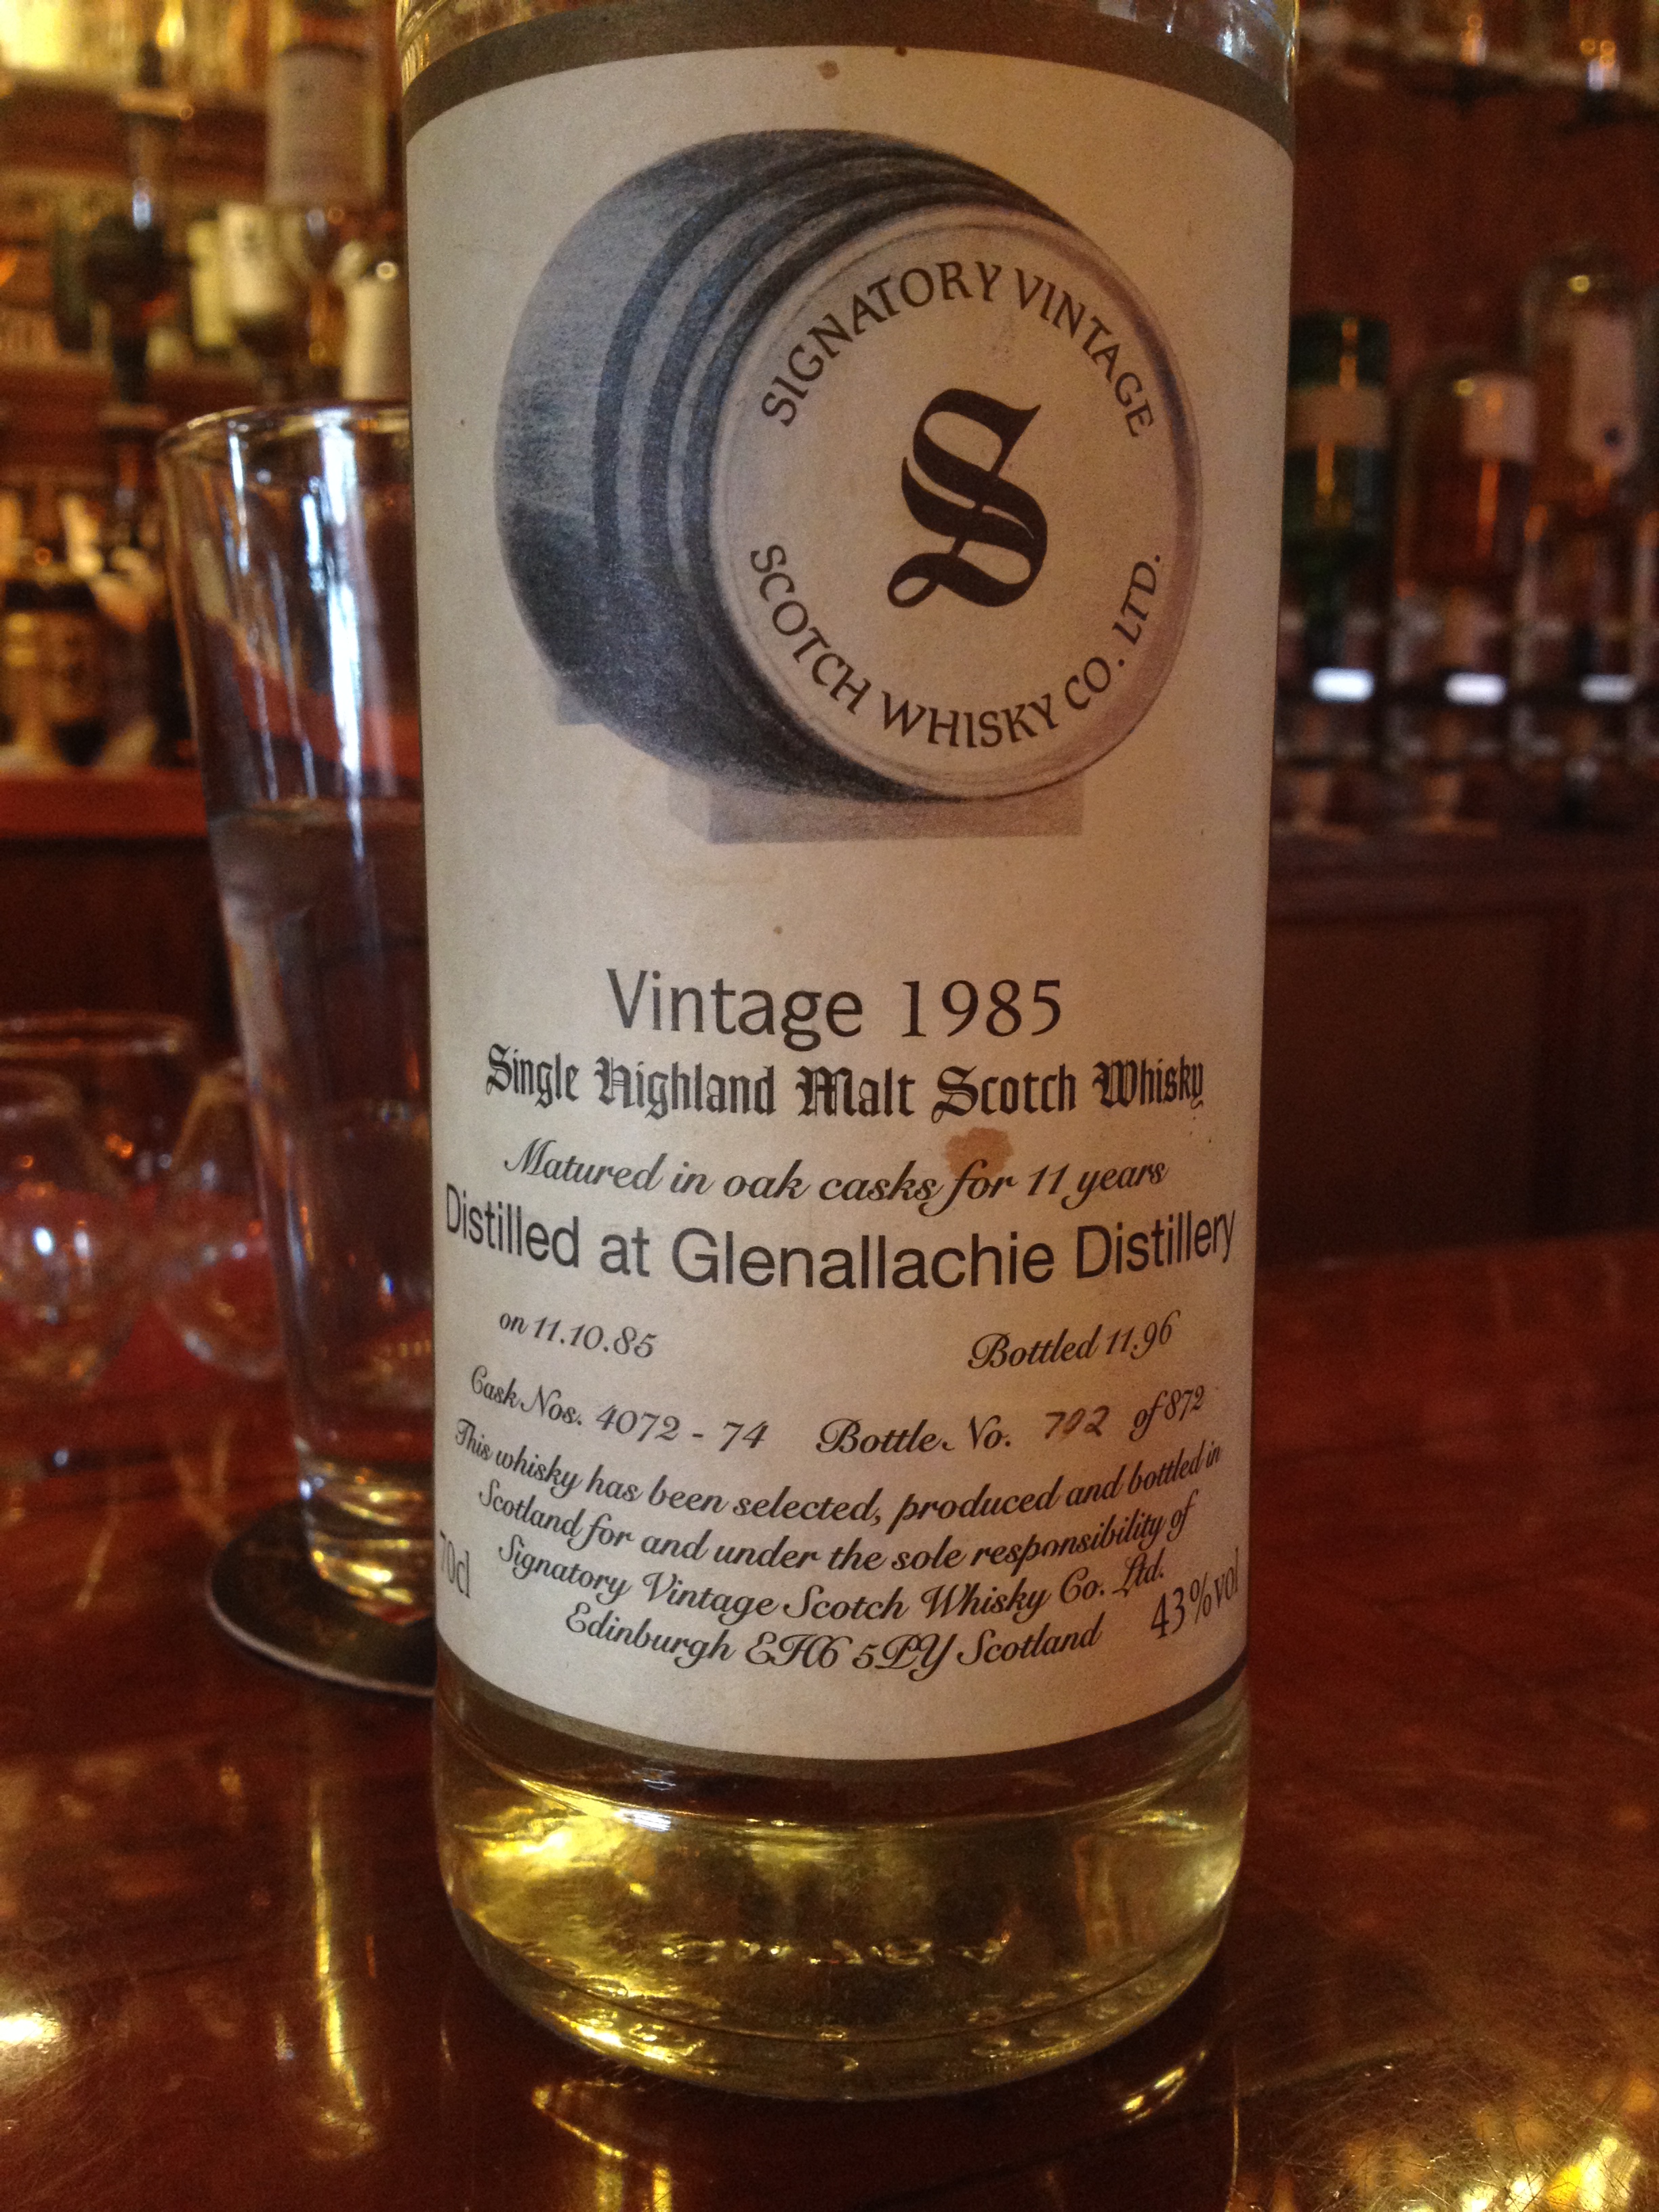 SIGNATORY VINTAGE
S
SCOTCH WHISKY CO. LTD.
Vintage 1985
Single Highland Malt Scotch Whisky
Matured in oak casks for 11 years
Distilled at Glenallachie Distillery
on 11.10.85 Bottled 11.96
Cask Nos. 4072 - 74 Bottle No. 702 of 872
This whisky has been selected, produced and bottled in
Scotland for and under the sole responsibility of
Signatory Vintage Scotch Whisky Co. Ltd.
Edinburgh EH6 5PY Scotland
70cl 43%vol